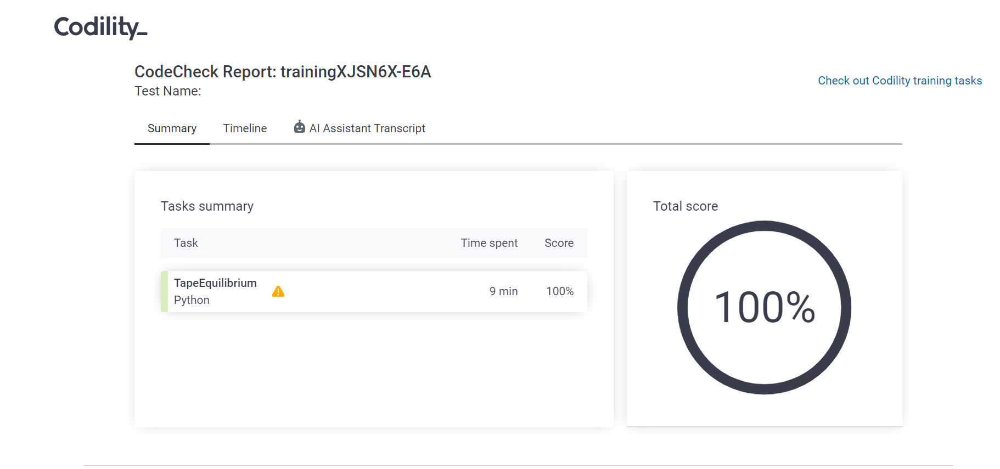 Codility_
CodeCheck Report: trainingXJSN6X-E6A
Test Name:
Check out Codility training tasks
Summary
Timeline
AI Assistant Transcript
Tasks summary
Task
Time spent
Score
TapeEquilibrium
Python
9 min
100%
Total score
100%